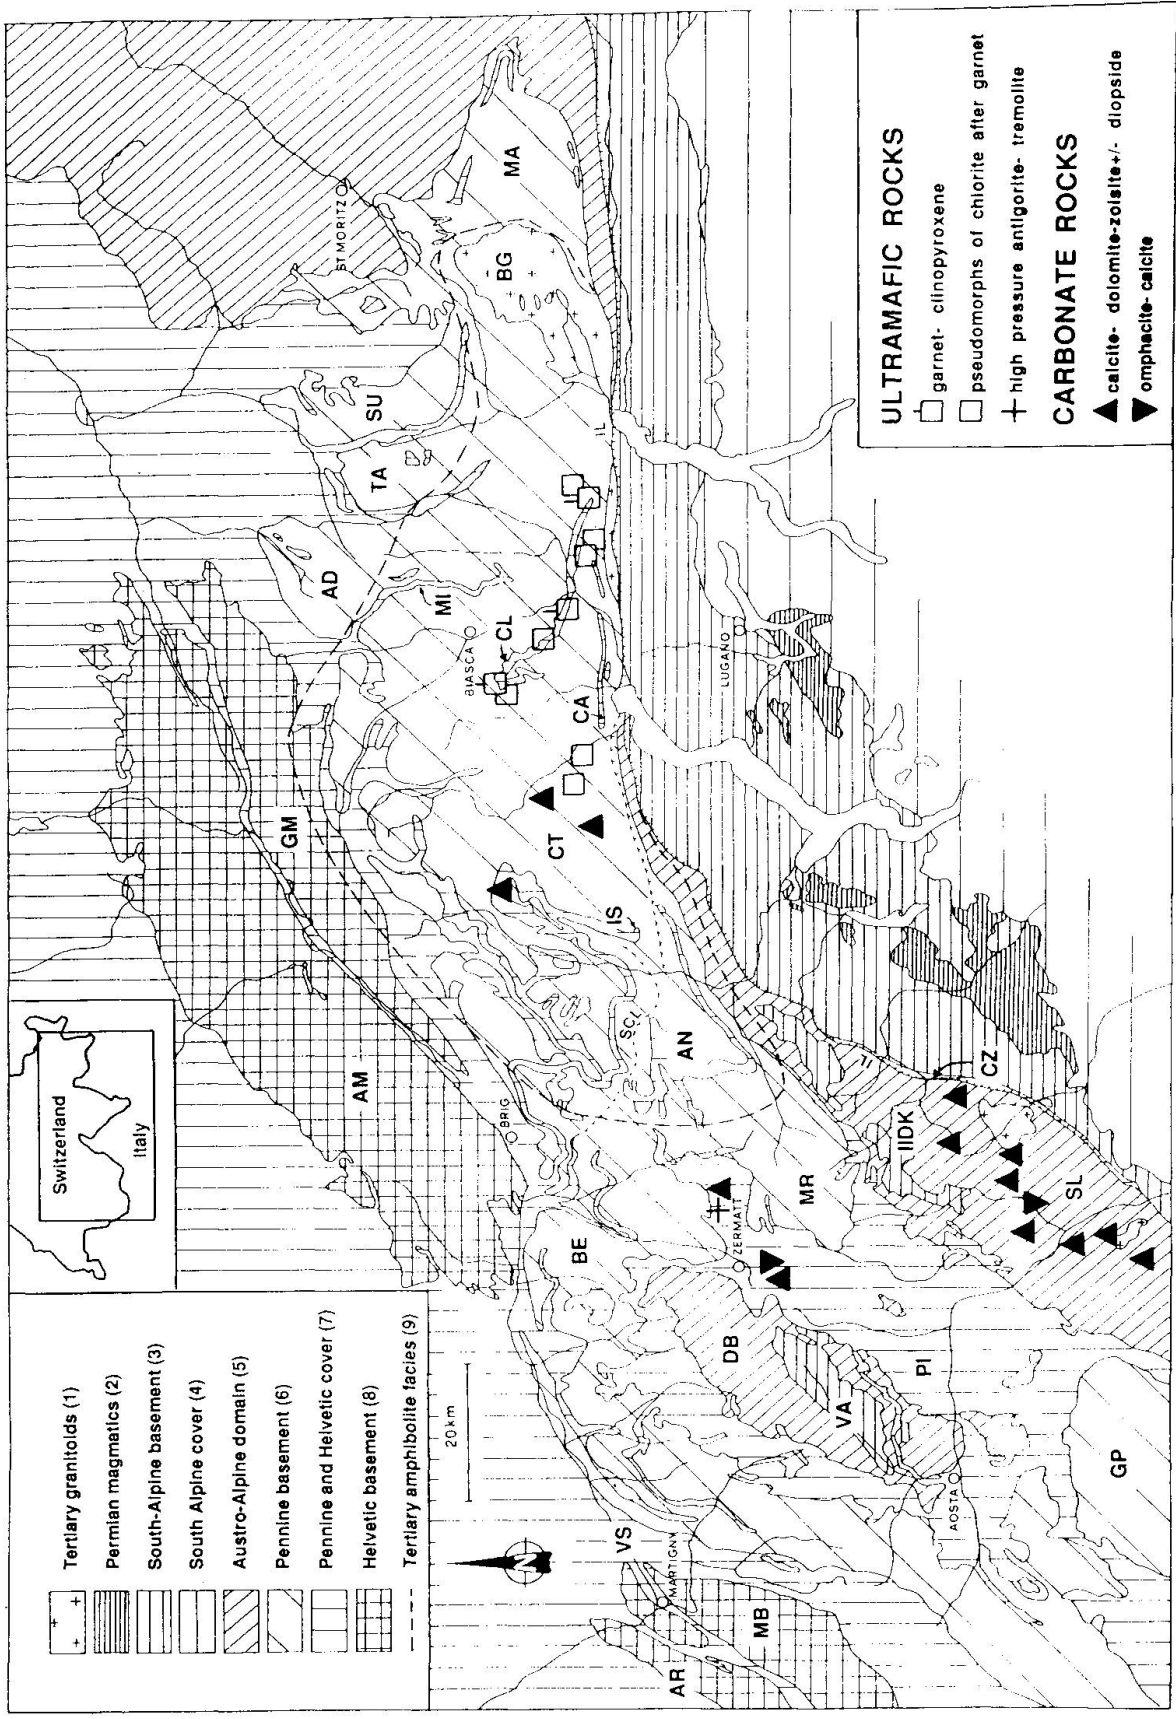 Tertiary granitoids (1)
Permian magmatics (2)
South-Alpine basement (3)
South Alpine cover (4)
Austro-Alpine domain (5)
Pennine basement (6)
Pennine and Helvetic cover (7)
Helvetic basement (8)
Tertiary amphibolite facies (9)
Switzerland
Italy
20 km
N
ULTRAMAFIC ROCKS
garnet- clinopyroxene
pseudomorphs of chlorite after garnet
high pressure antigorite- tremolite
CARBONATE ROCKS
calcite- dolomite-zoisite+/- diopside
omphacite- calcite
ST MORITZ
MA
BG
SU
TA
AD
MI
BIASCA
CL
CA
GM
CT
IS
AM
BRIG
SCL
AN
IL
IL
LUGANO
CZ
IIDK
SL
MR
ZERMATT
BE
DB
VA
PI
VS
MARTIGNY
AR
MB
AOSTA
GP